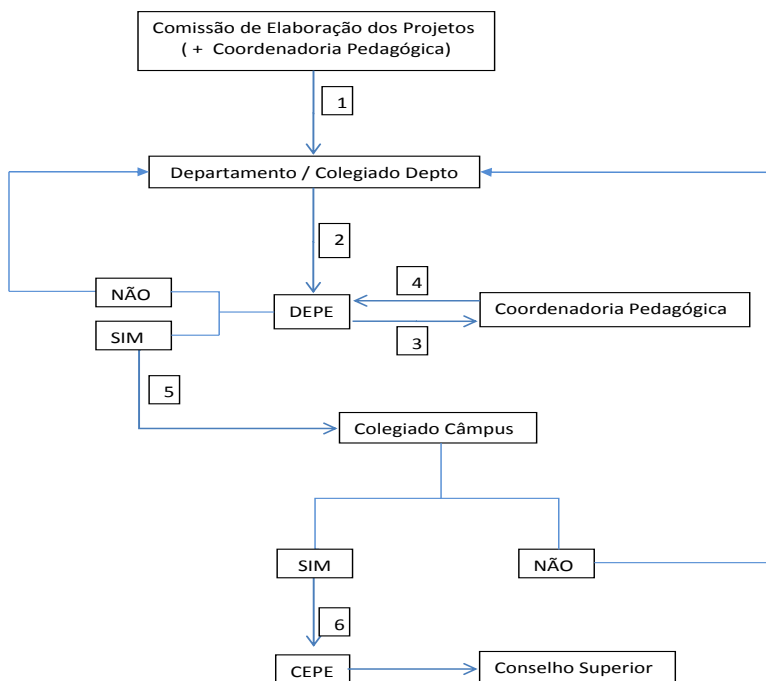 Comissão de Elaboração dos Projetos
( + Coordenadoria Pedagógica)
1
Departamento / Colegiado Depto
2
4
NÃO
DEPE
Coordenadoria Pedagógica
SIM
3
5
Colegiado Câmpus
SIM
NÃO
6
CEPE
Conselho Superior